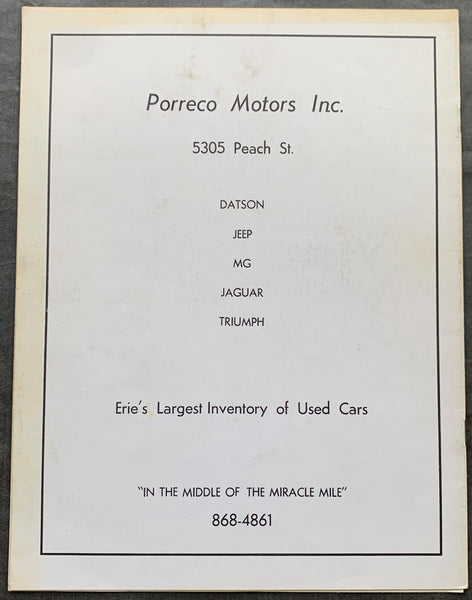 Porreco Motors Inc.
5305 Peach St.
DATSON
JEEP
MG
JAGUAR
TRIUMPH
Erie's Largest Inventory of Used Cars
"IN THE MIDDLE OF THE MIRACLE MILE"
868-4861